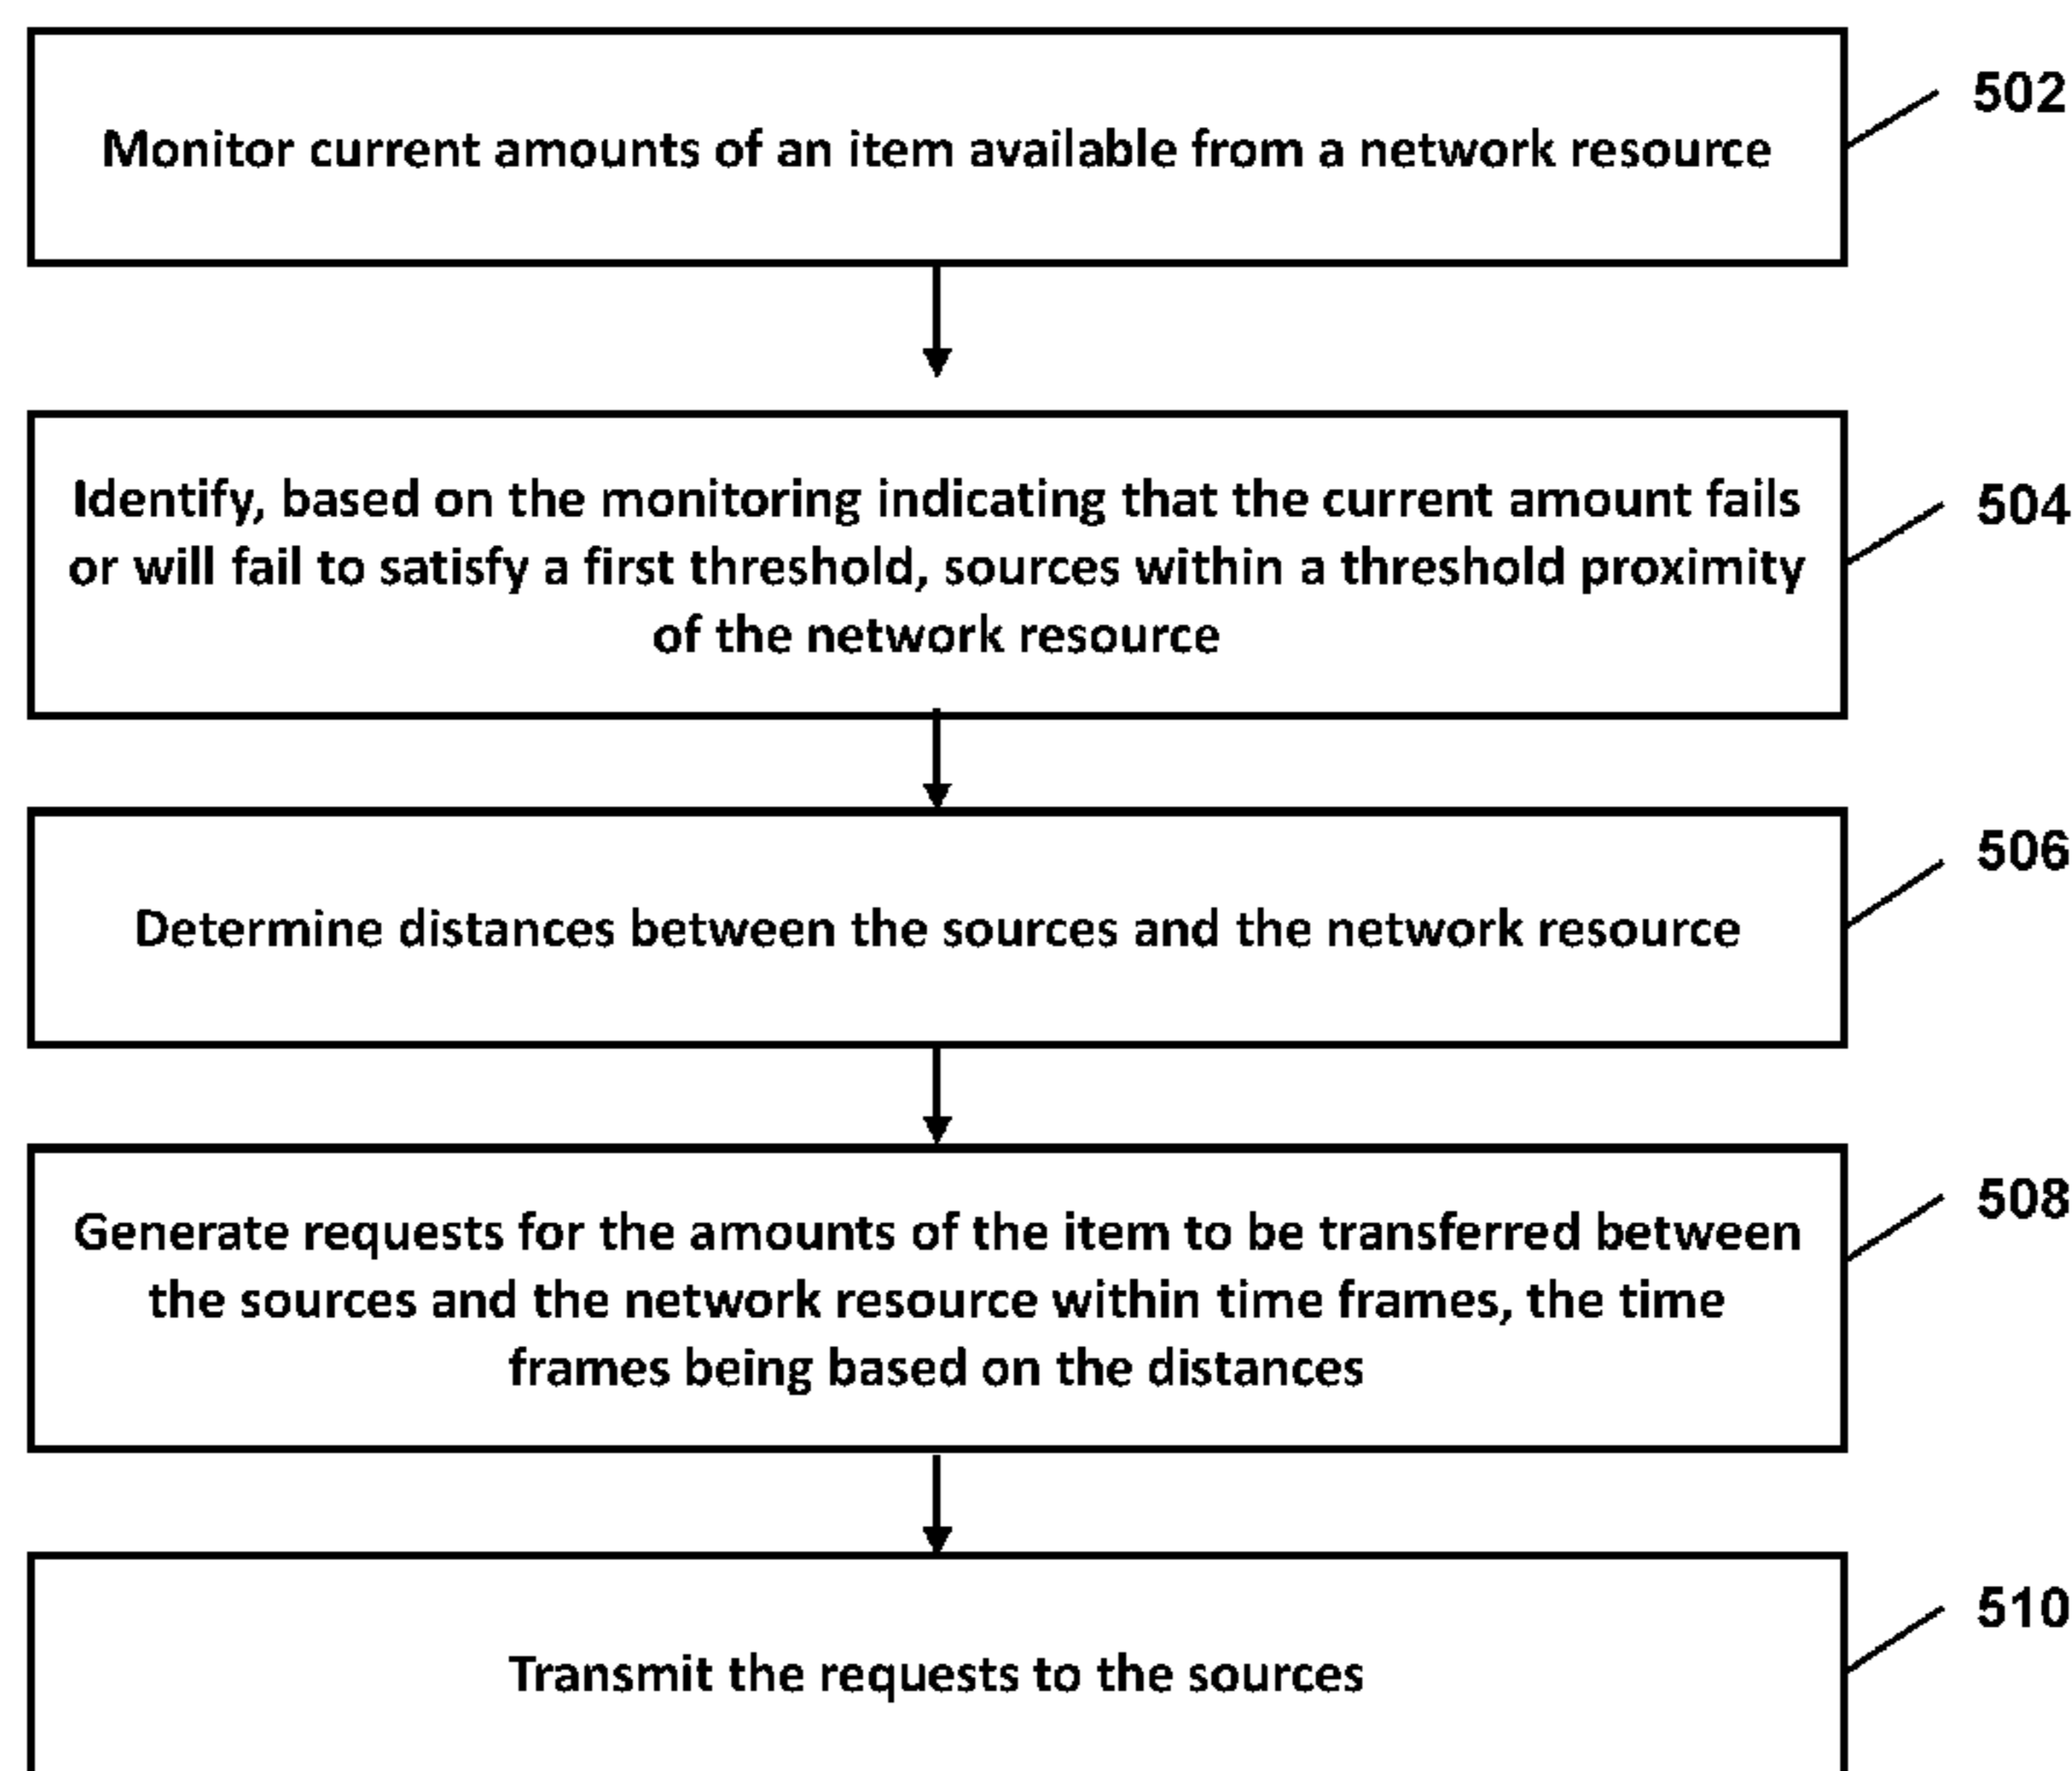 Monitor current amounts of an item available from a network resource
502
Identify, based on the monitoring indicating that the current amount fails
or will fail to satisfy a first threshold, sources within a threshold proximity
of the network resource
504
Determine distances between the sources and the network resource
506
Generate requests for the amounts of the item to be transferred between
the sources and the network resource within time frames, the time
frames being based on the distances
508
Transmit the requests to the sources
510